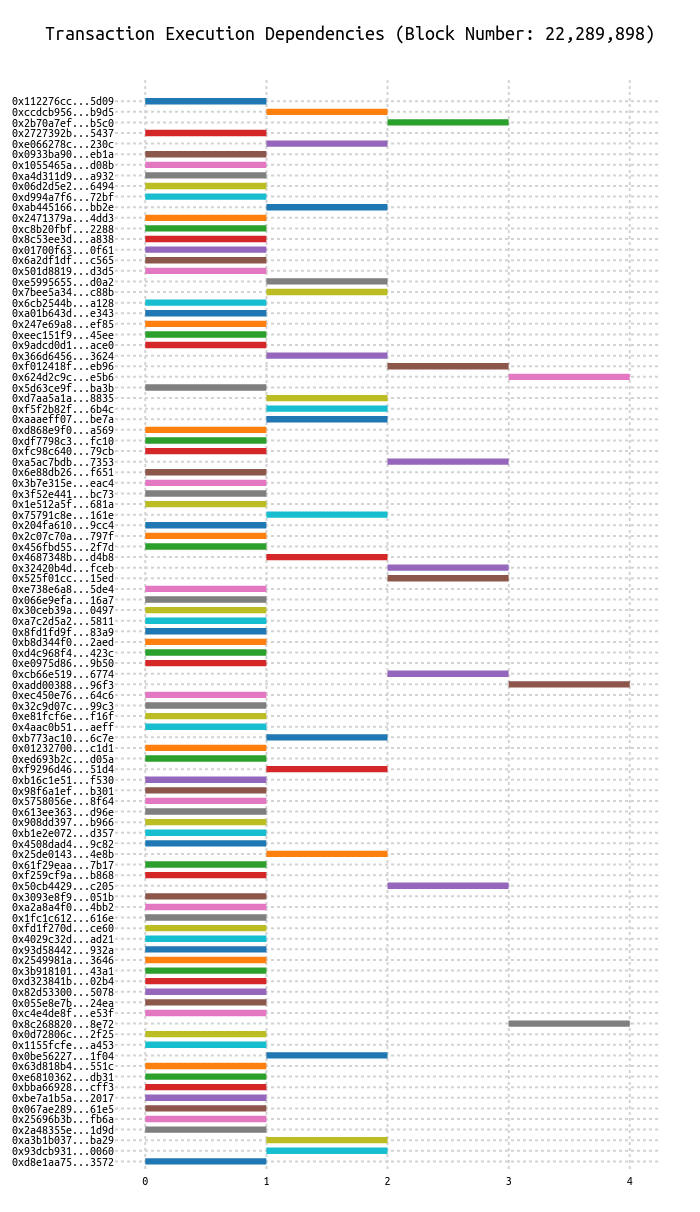 Transaction Execution Dependencies (Block Number: 22,289,898)
0x112276cc...5d09
0xccdcb956...b9d5
0x2b70a7ef...b5c0
0x2727392b...5437
0xe066278c...230c
0x0933ba90...eb1a
0x1055465a...d08b
0xa4d311d9...a932
0x06d2d5e2...6494
0xd994a7f6...72bf
0xab445166...bb2e
0x2471379a...4dd3
0xc8b20fbf...2288
0x8c53ee3d...a838
0x01700f63...0f61
0x6a2df1df...c565
0x501d8819...d3d5
0xe5995655...d0a2
0x7bee5a34...c88b
0x6cb2544b...a128
0xa01b643d...e343
0x247e69a8...ef85
0xeec151f9...45ee
0x9adcd0d1...ace0
0x366d6456...3624
0xf012418f...eb96
0x624d2c9c...e5b6
0x5d63ce9f...ba3b
0xd7aa5a1a...8835
0xf5f2b82f...6b4c
0xaaaeff07...be7a
0xd868e9f0...a569
0xdf7798c3...fc10
0xfc98c640...79cb
0xa5ac7bdb...7353
0x6e88db26...f651
0x3b7e315e...eac4
0x3f52e441...bc73
0x1e512a5f...681a
0x75791c8e...161e
0x204fa610...9cc4
0x2c07c70a...797f
0x456fbd55...2f7d
0x4687348b...d4b8
0x32420b4d...fceb
0x525f01cc...15ed
0xe738e6a8...5de4
0x066e9efa...16a7
0x30ceb39a...0497
0xa7c2d5a2...5811
0x8fd1fd9f...83a9
0xb8d344f0...2aed
0xd4c968f4...423c
0xe0975d86...9b50
0xcb66e519...6774
0xadd00388...96f3
0xec450e76...64c6
0x32c9d07c...99c3
0xe81fcf6e...f16f
0x4aac0b51...aeff
0xb773ac10...6c7e
0x01232700...c1d1
0xed693b2c...d05a
0xf9296d46...51d4
0xb16c1e51...f530
0x98f6a1ef...b301
0x5758056e...8f64
0x613ee363...d96e
0x908dd397...b966
0xb1e2e072...d357
0x4508dad4...9c82
0x25de0143...4e8b
0x61f29eaa...7b17
0xf259cf9a...b868
0x50cb4429...c205
0x3093e8f9...051b
0xa2a8a4f0...4bb2
0x1fc1c612...616e
0xfd1f270d...ce60
0x4029c32d...ad21
0x93d58442...932a
0x2549981a...3646
0x3b918101...43a1
0xd323841b...02b4
0x82d53300...5078
0x055e8e7b...24ea
0xc4e4de8f...e53f
0x8c268820...8e72
0x0d72806c...2f25
0x1155fcfe...a453
0x0be56227...1f04
0x63d818b4...551c
0xe6810362...db31
0xbba66928...cff3
0xbe7a1b5a...2017
0x067ae289...61e5
0x25696b3b...fb6a
0x2a48355e...1d9d
0xa3b1b037...ba29
0x93dcb931...0060
0xd8e1aa75...3572
0 1 2 3 4